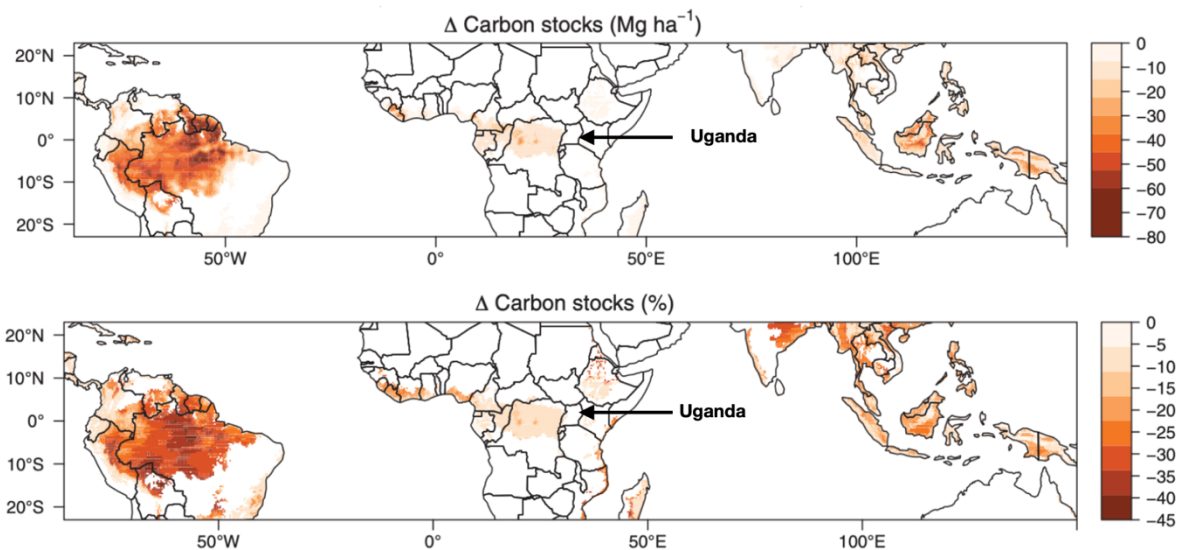 Δ Carbon stocks (Mg ha⁻¹)
20°N
10°N
0°
10°S
20°S
Uganda
0
−10
−20
−30
−40
−50
−60
−70
−80
50°W
0°
50°E
100°E
Δ Carbon stocks (%)
20°N
10°N
0°
10°S
20°S
Uganda
0
−5
−10
−15
−20
−25
−30
−35
−40
−45
50°W
0°
50°E
100°E